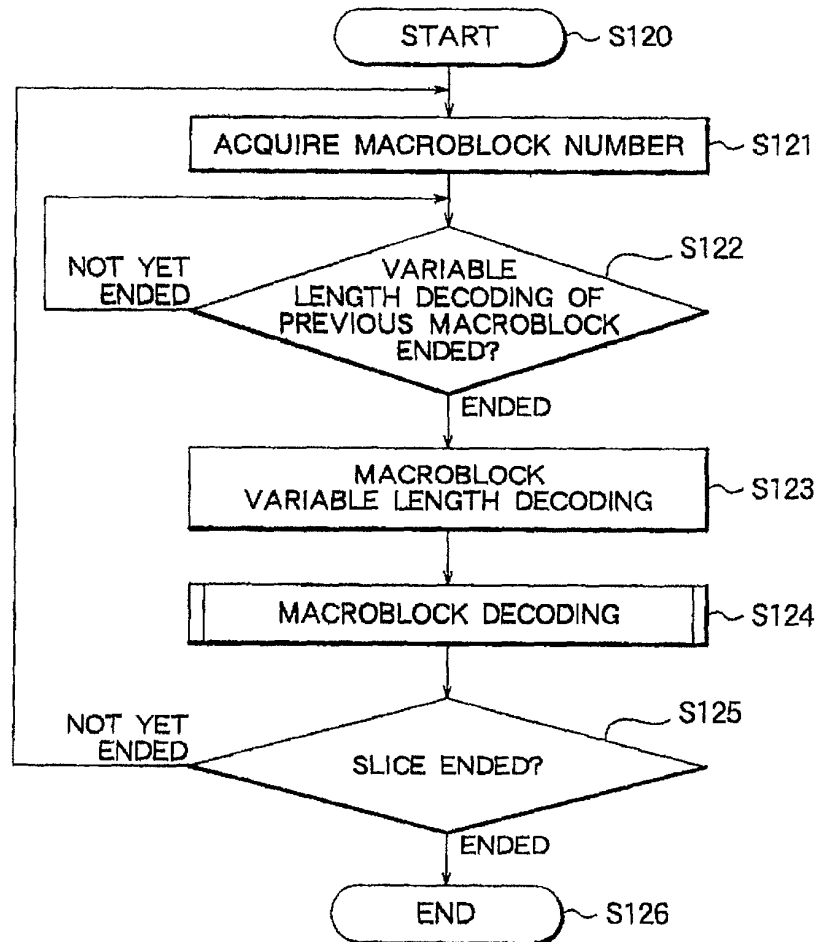 START
S120
ACQUIRE MACROBLOCK NUMBER
S121
S122
NOT YET
ENDED
VARIABLE
LENGTH DECODING OF
PREVIOUS MACROBLOCK
ENDED?
ENDED
MACROBLOCK
VARIABLE LENGTH DECODING
S123
MACROBLOCK DECODING
S124
S125
NOT YET
ENDED
SLICE ENDED?
ENDED
END
S126